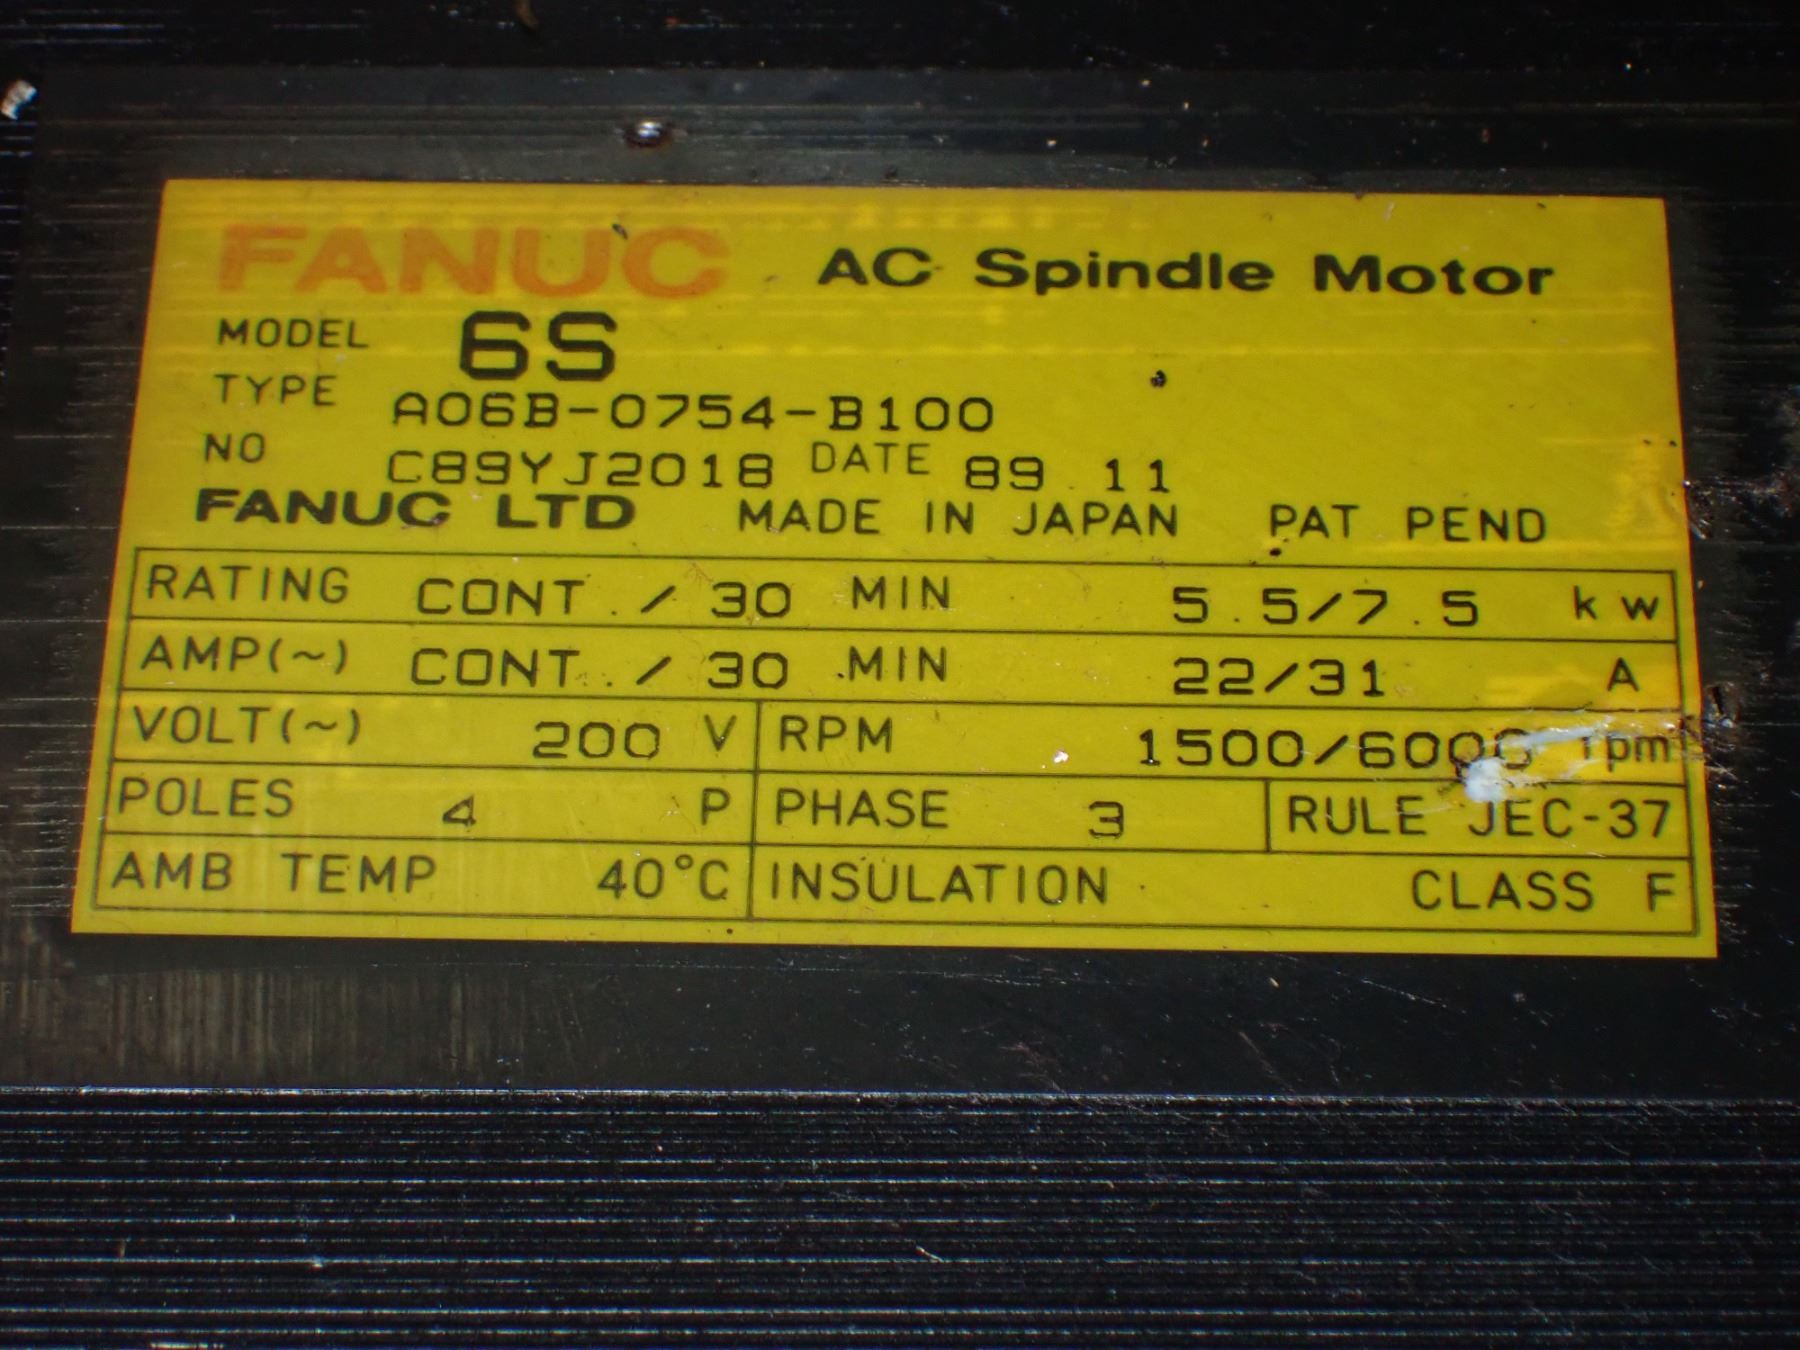 FANUC AC Spindle Motor
MODEL 6S
TYPE A06B-0754-B100
NO C89YJ2018 DATE 89.11
FANUC LTD MADE IN JAPAN PAT PEND
RATING CONT./30 MIN 5.5/7.5 kw
AMP(~) CONT./30 MIN 22/31 A
VOLT(~) 200 V RPM 1500/6000 rpm
POLES 4 P PHASE 3 RULE JEC-37
AMB TEMP 40°C INSULATION CLASS F